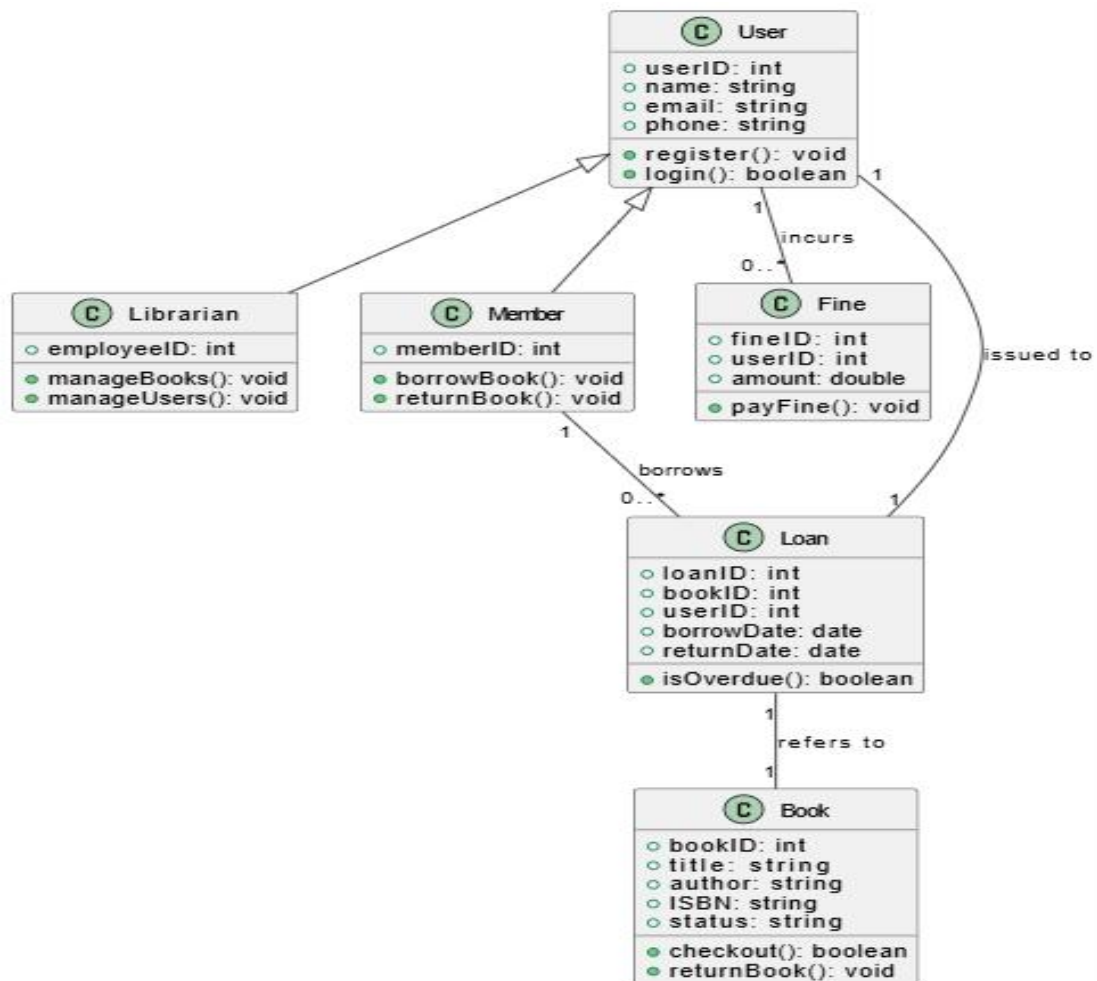 C User
userID: int
name: string
email: string
phone: string
register(): void
login(): boolean
1
1
incurs
0..*
C Librarian
employeeID: int
manageBooks(): void
manageUsers(): void
C Member
memberID: int
borrowBook(): void
returnBook(): void
C Fine
fineID: int
userID: int
amount: double
payFine(): void
issued to
1
borrows
0..*
1
C Loan
loanID: int
bookID: int
userID: int
borrowDate: date
returnDate: date
isOverdue(): boolean
1
refers to
1
C Book
bookID: int
title: string
author: string
ISBN: string
status: string
checkout(): boolean
returnBook(): void